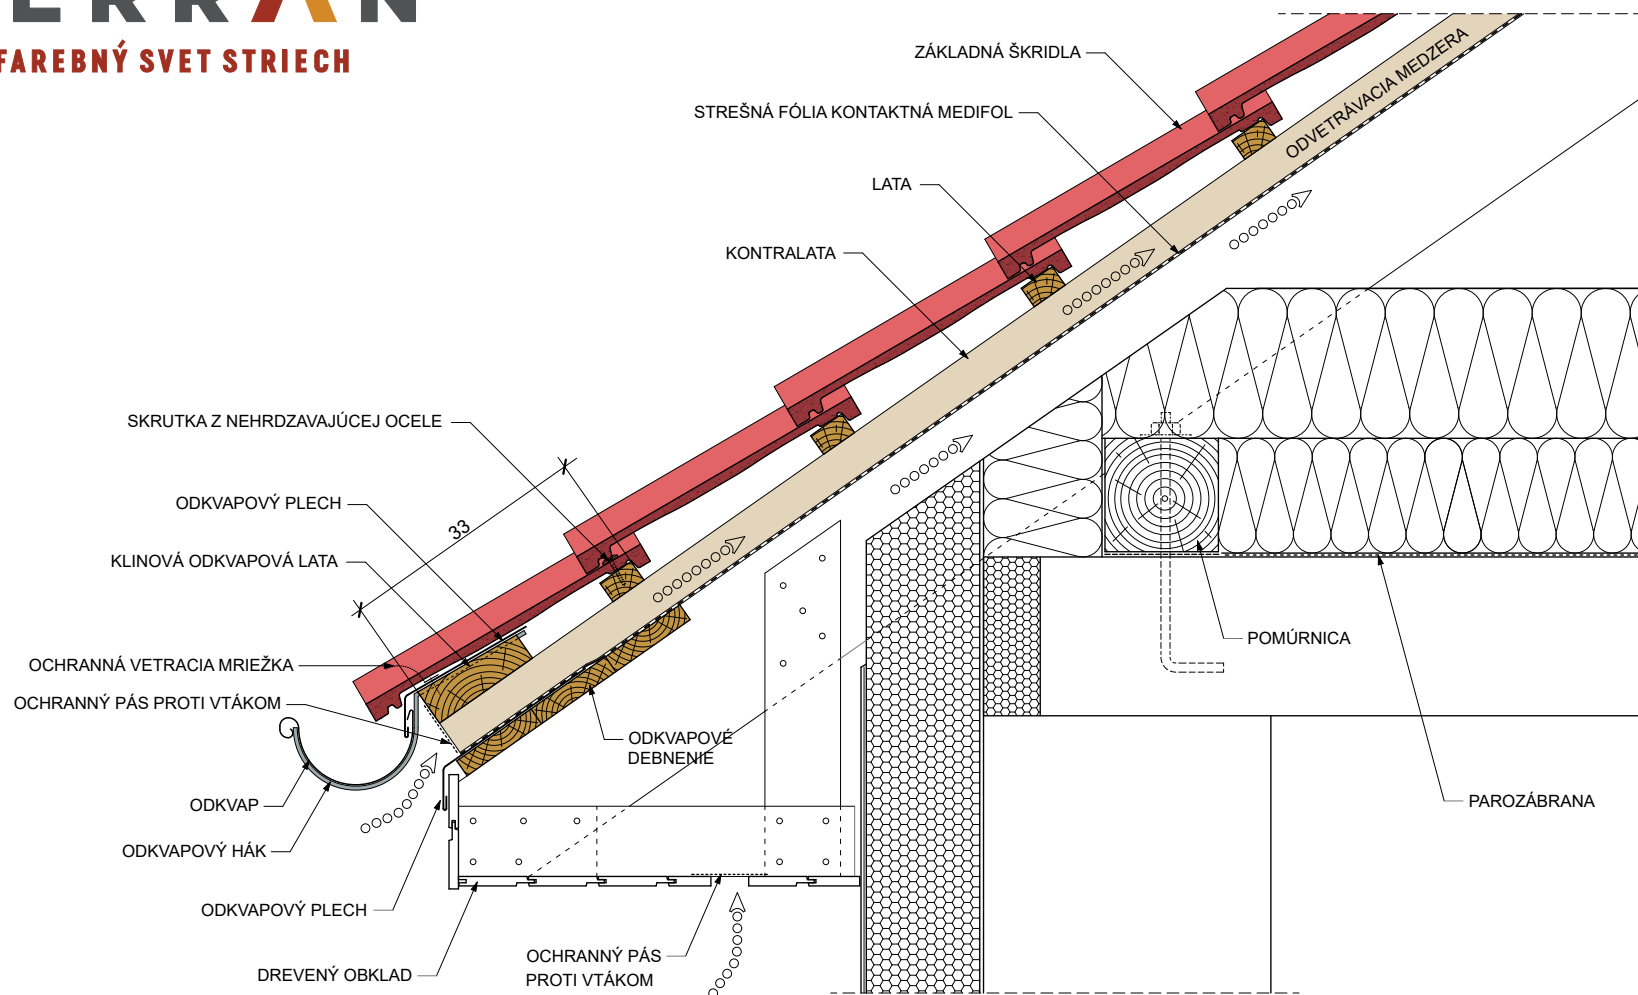 ERRAN
FAREBNÝ SVET STRIECH
ZÁKLADNÁ ŠKRIDLA
STREŠNÁ FÓLIA KONTAKTNÁ MEDIFOL
LATA
KONTRALATA
ODVETRÁVACIA MEDZERA
SKRUTKA Z NEHRDZAVAJÚCEJ OCELE
ODKVAPOVÝ PLECH
33
KLINOVÁ ODKVAPOVÁ LATA
OCHRANNÁ VETRACIA MRIEŽKA
OCHRANNÝ PÁS PROTI VTÁKOM
ODKVAPOVÉ
DEBNENIE
POMÚRNICA
PAROZÁBRANA
ODKVAP
ODKVAPOVÝ HÁK
ODKVAPOVÝ PLECH
DREVENÝ OBKLAD
OCHRANNÝ PÁS
PROTI VTÁKOM